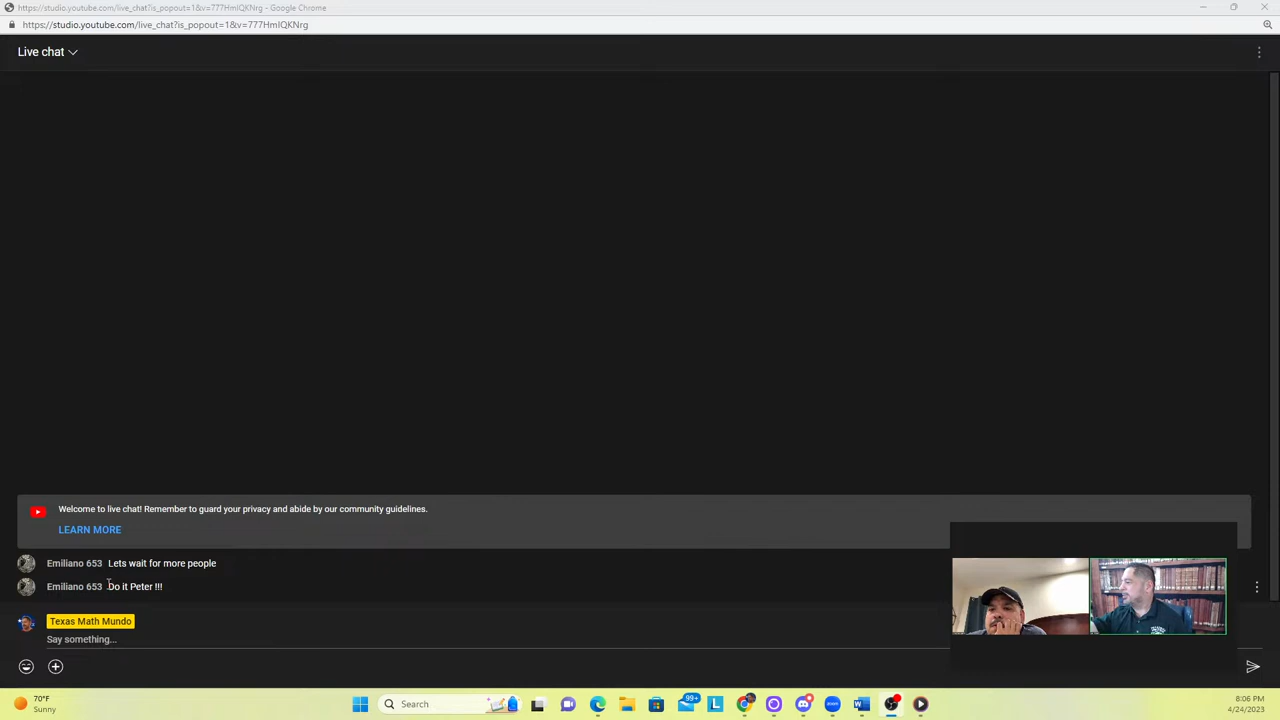 https://studio.youtube.com/live_chat?is_popout=1&v=777HmIQKNrg - Google Chrome
https://studio.youtube.com/live_chat?is_popout=1&v=777HmIQKNrg
Live chat
Welcome to live chat! Remember to guard your privacy and abide by our community guidelines.
LEARN MORE
Emiliano 653 Lets wait for more people
Emiliano 653 Do it Peter !!!
Texas Math Mundo
Say something...
70°F
Sunny
Search
99+
L
zoom
W
8:06 PM
4/24/2023